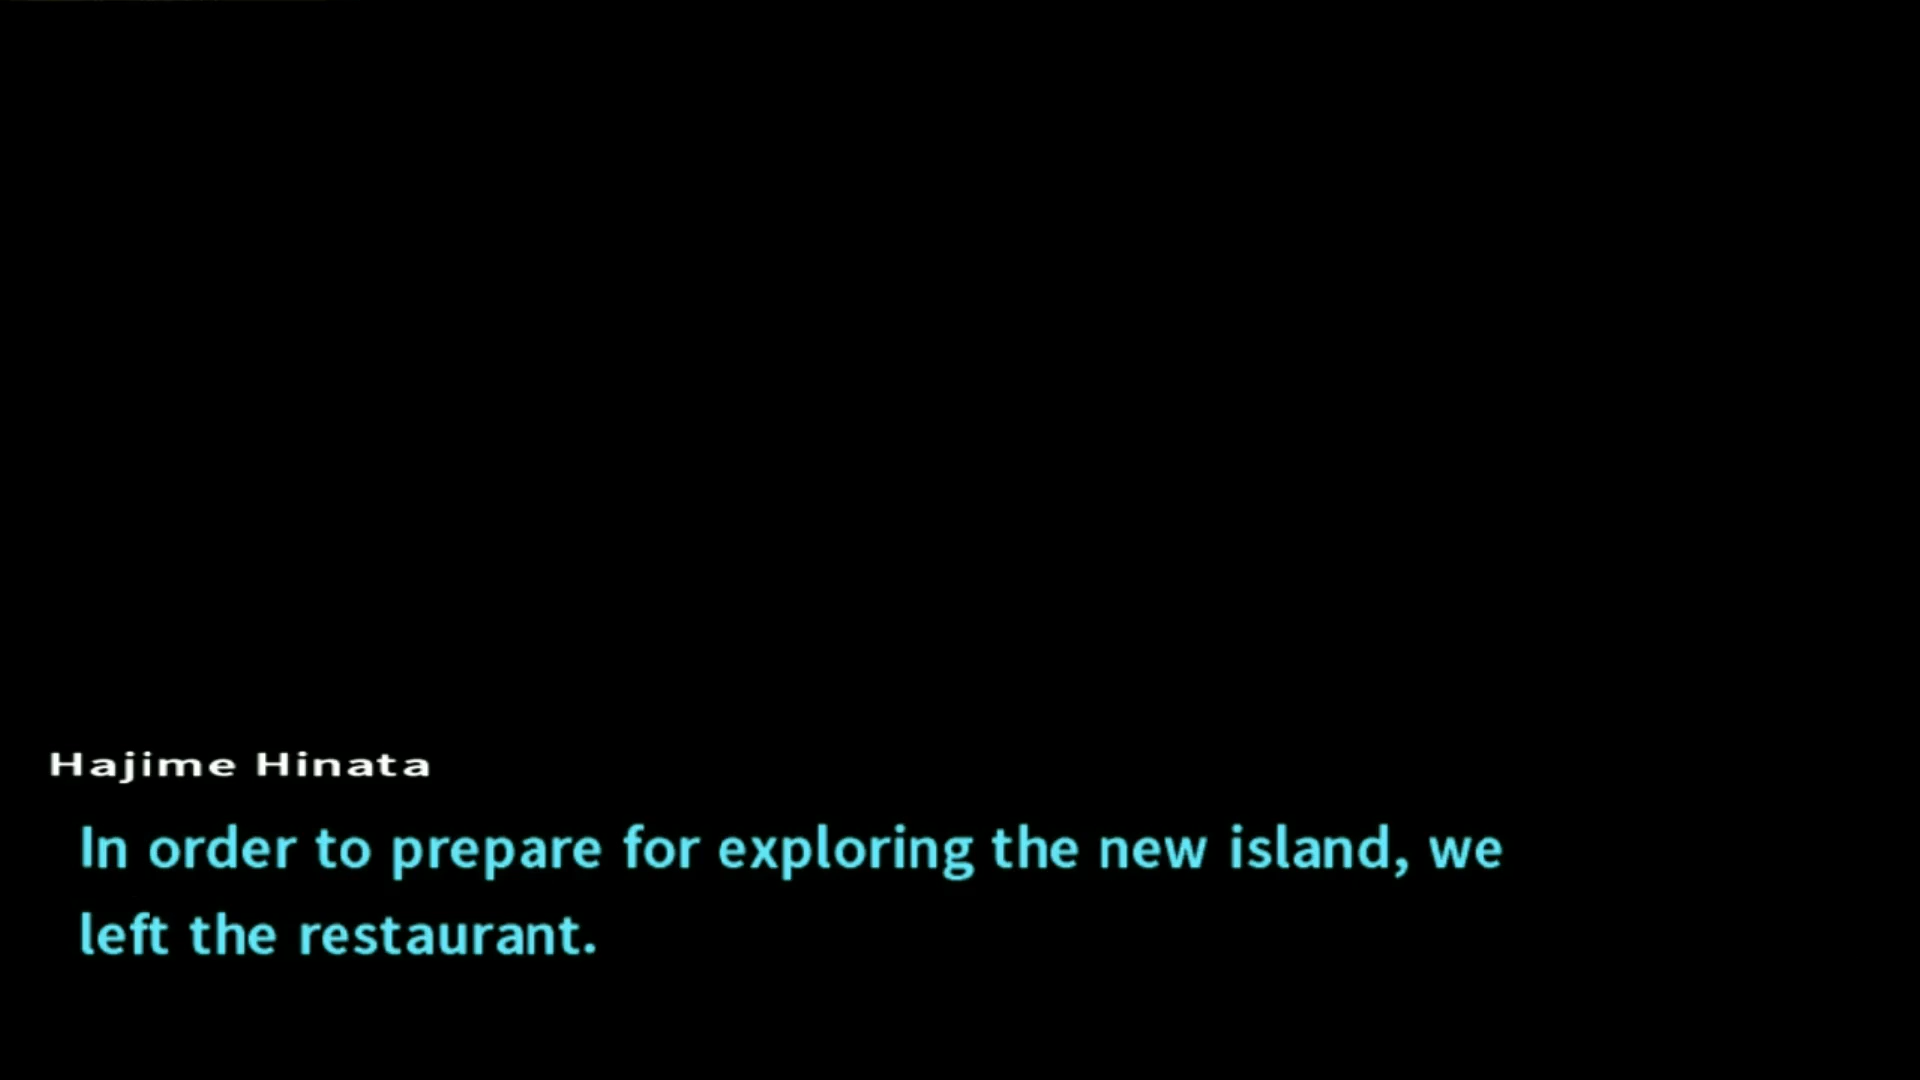 Hajime Hinata
In order to prepare for exploring the new island, we
left the restaurant.